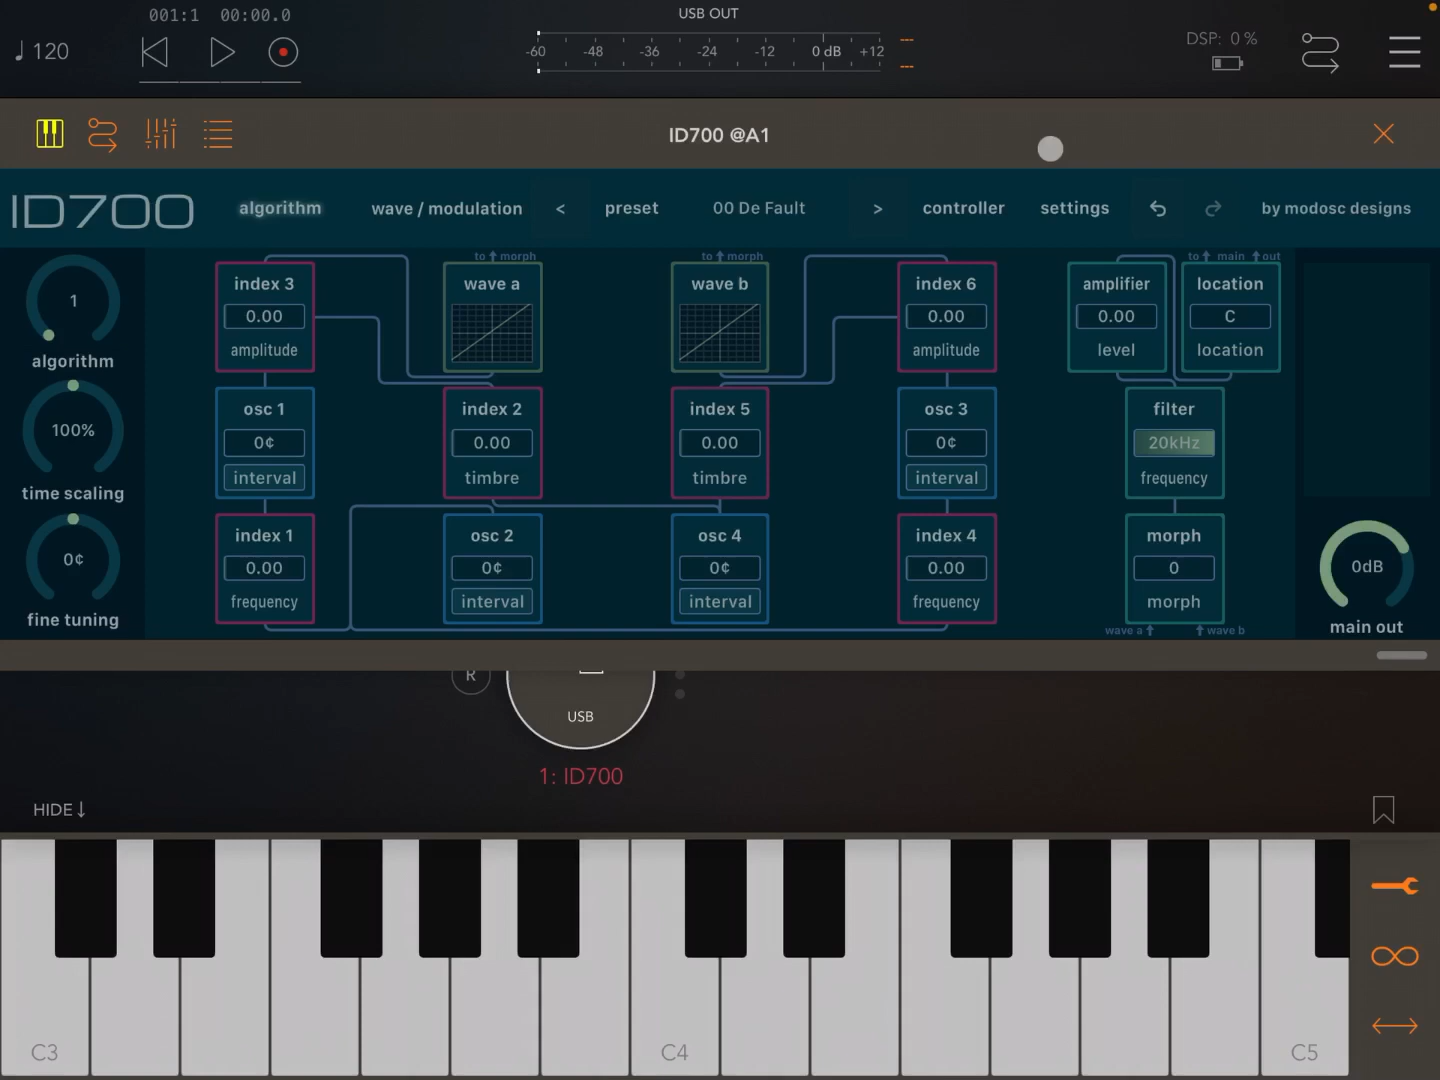 001:1 00:00.0
USB OUT
♩ 120
-60 -48 -36 -24 -12 0 dB +12
---
---
DSP: 0 %
ID700 @A1
ID700 algorithm wave / modulation < preset 00 De Fault > controller settings by modosc designs
to ⬆ morph to ⬆ morph to ⬆ main ⬆ out
index 3 wave a wave b index 6 amplifier location
1
0.00 0.00 0.00 C
amplitude amplitude level location
algorithm
osc 1 index 2 index 5 osc 3 filter
100%
0¢ 0.00 0.00 0¢ 20kHz
interval timbre timbre interval frequency
time scaling
index 1 osc 2 osc 4 index 4 morph
0¢
0.00 0¢ 0¢ 0.00 0
0dB
frequency interval interval frequency morph
fine tuning
main out
wave a ⬆ ⬆ wave b
R
USB
1: ID700
HIDE↓
C3 C4 C5